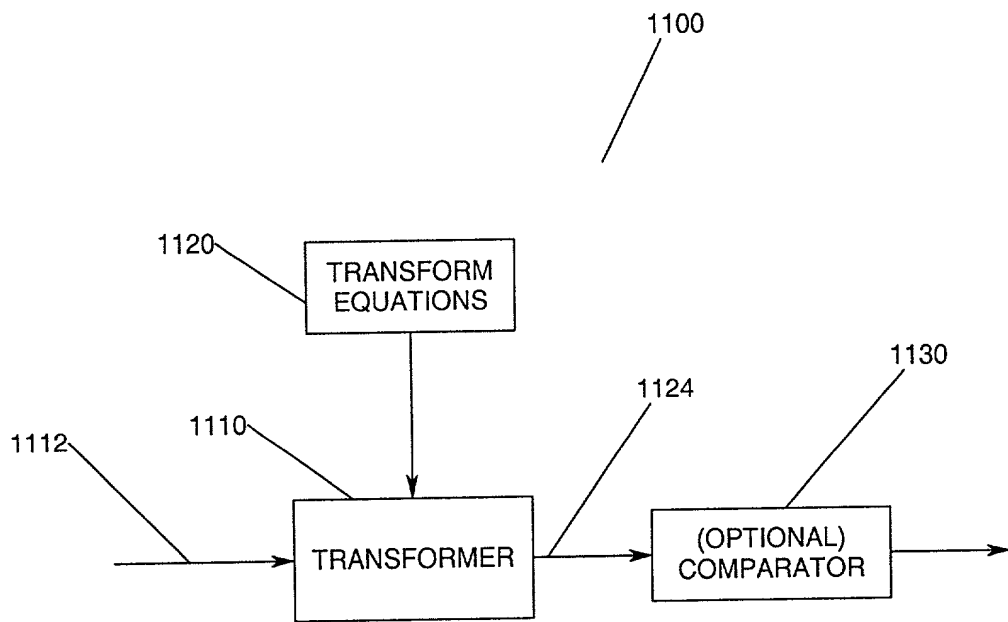 1100
1120
TRANSFORM
EQUATIONS
1130
1124
1110
1112
TRANSFORMER
(OPTIONAL)
COMPARATOR